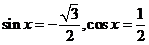 sin x = −√3/2, cos x = 1/2